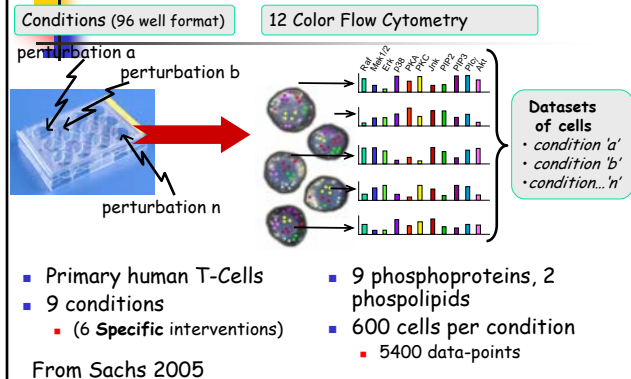 Conditions (96 well format)
12 Color Flow Cytometry
perturbation a
perturbation b
perturbation n
Raf
Mek1/2
Erk
p38
PKA
PKC
Jnk
PIP2
PIP3
Akt
Datasets
of cells
• condition 'a'
• condition 'b'
•condition...'n'
Primary human T-Cells
9 conditions
(6 Specific interventions)
9 phosphoproteins, 2
phospolipids
600 cells per condition
5400 data-points
From Sachs 2005